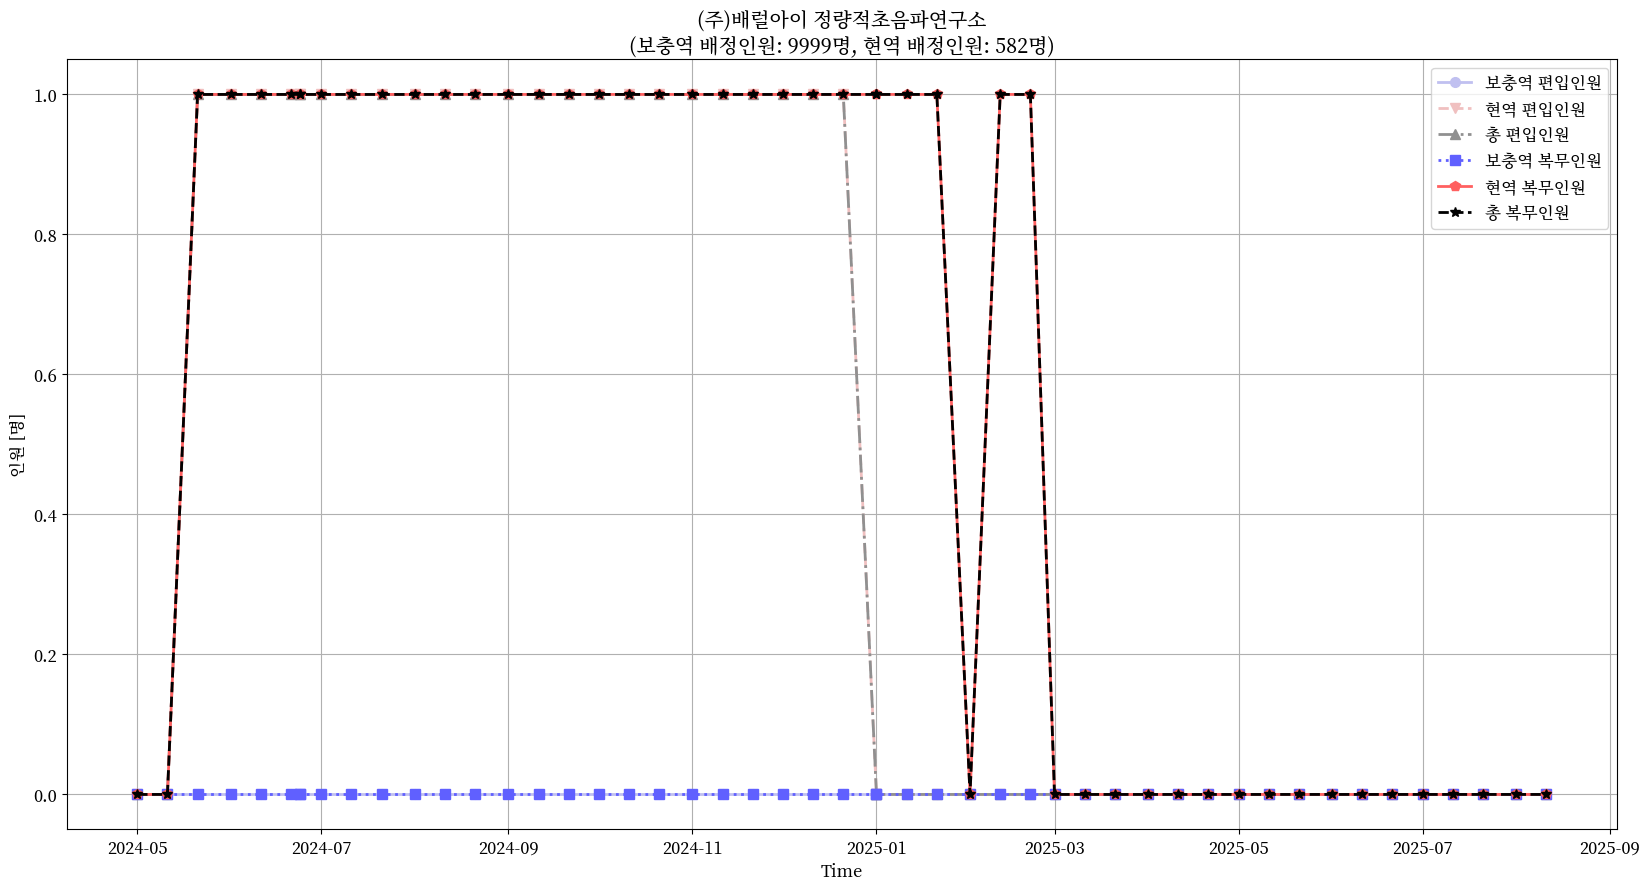 (주)배럴아이 정량적초음파연구소
(보충역 배정인원: 9999명, 현역 배정인원: 582명)
보충역 편입인원
현역 편입인원
총 편입인원
보충역 복무인원
현역 복무인원
총 복무인원
인원 [명]
1.0
0.8
0.6
0.4
0.2
0.0
2024-05
2024-07
2024-09
2024-11
2025-01
2025-03
2025-05
2025-07
2025-09
Time